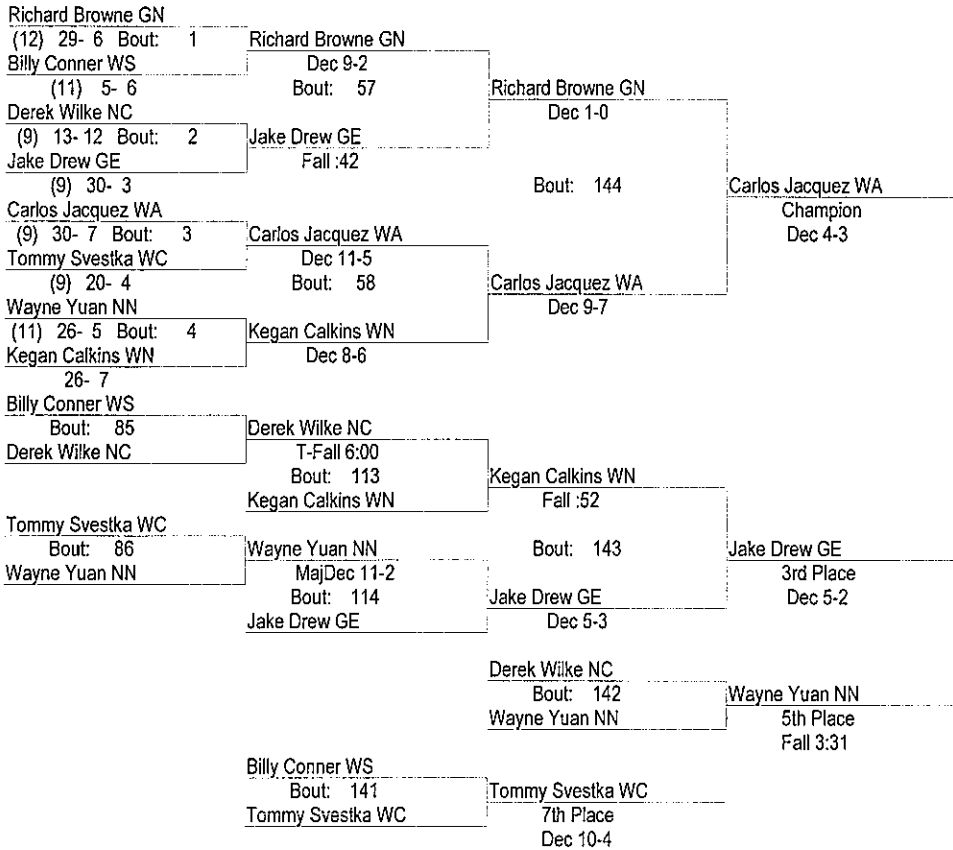 Richard Browne GN
(12) 29- 6 Bout: 1 Richard Browne GN
Billy Conner WS Dec 9-2
(11) 5- 6 Bout: 57 Richard Browne GN
Derek Wilke NC Dec 1-0
(9) 13- 12 Bout: 2 Jake Drew GE
Jake Drew GE Fall :42
(9) 30- 3 Bout: 144 Carlos Jacquez WA
Carlos Jacquez WA Champion
(9) 30- 7 Bout: 3 Carlos Jacquez WA Dec 4-3
Tommy Svestka WC Dec 11-5
(9) 20- 4 Bout: 58 Carlos Jacquez WA
Wayne Yuan NN Dec 9-7
(11) 26- 5 Bout: 4 Kegan Calkins WN
Kegan Calkins WN Dec 8-6
26- 7
Billy Conner WS
Bout: 85 Derek Wilke NC
Derek Wilke NC T-Fall 6:00
Bout: 113 Kegan Calkins WN
Kegan Calkins WN Fall :52
Tommy Svestka WC
Bout: 86 Wayne Yuan NN Bout: 143 Jake Drew GE
Wayne Yuan NN MajDec 11-2 3rd Place
Bout: 114 Jake Drew GE Dec 5-2
Jake Drew GE Dec 5-3
Derek Wilke NC
Bout: 142 Wayne Yuan NN
Wayne Yuan NN 5th Place
Fall 3:31
Billy Conner WS
Bout: 141 Tommy Svestka WC
Tommy Svestka WC 7th Place
Dec 10-4